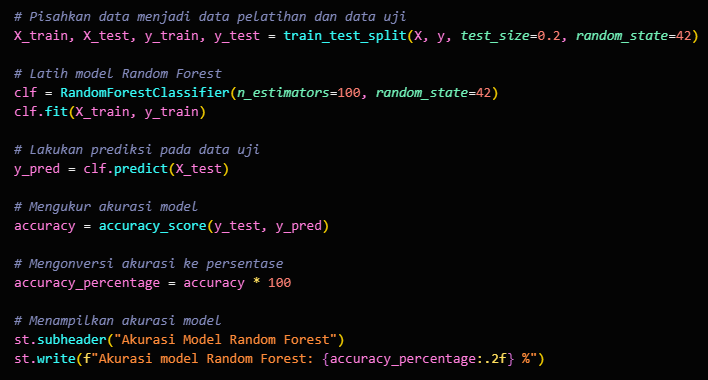 # Pisahkan data menjadi data pelatihan dan data uji
X_train, X_test, y_train, y_test = train_test_split(X, y, test_size=0.2, random_state=42)
# Latih model Random Forest
clf = RandomForestClassifier(n_estimators=100, random_state=42)
clf.fit(X_train, y_train)
# Lakukan prediksi pada data uji
y_pred = clf.predict(X_test)
# Mengukur akurasi model
accuracy = accuracy_score(y_test, y_pred)
# Mengonversi akurasi ke persentase
accuracy_percentage = accuracy * 100
# Menampilkan akurasi model
st.subheader("Akurasi Model Random Forest")
st.write(f"Akurasi model Random Forest: {accuracy_percentage:.2f} %")